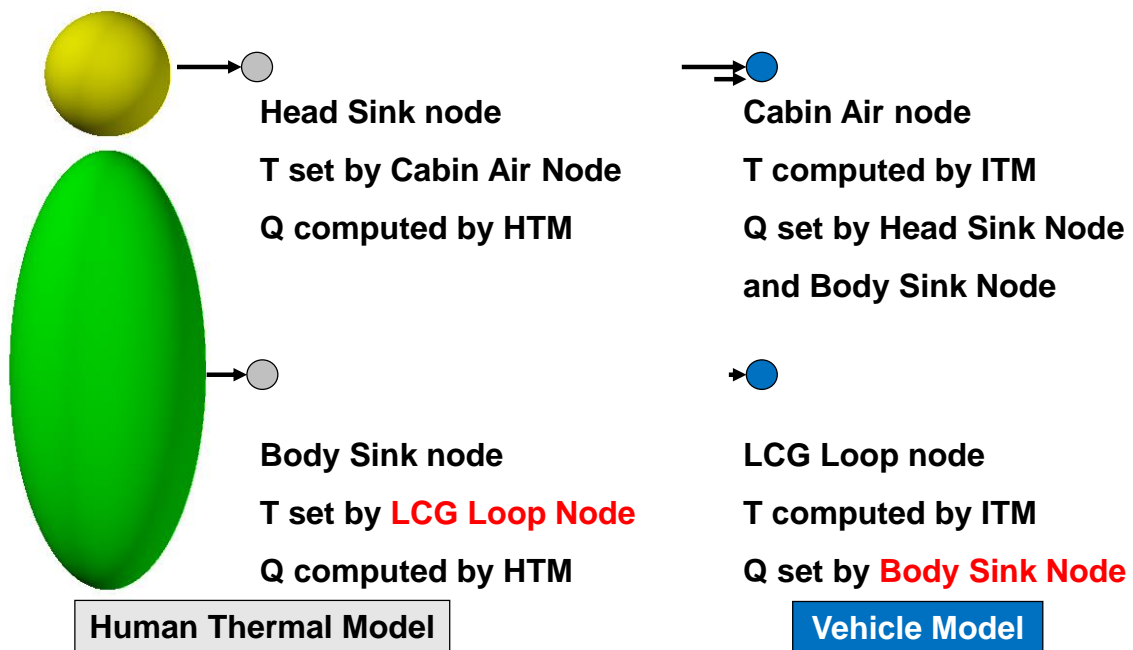 Head Sink node
T set by Cabin Air Node
Q computed by HTM
Cabin Air node
T computed by ITM
Q set by Head Sink Node
and Body Sink Node
Body Sink node
T set by LCG Loop Node
Q computed by HTM
LCG Loop node
T computed by ITM
Q set by Body Sink Node
Human Thermal Model
Vehicle Model